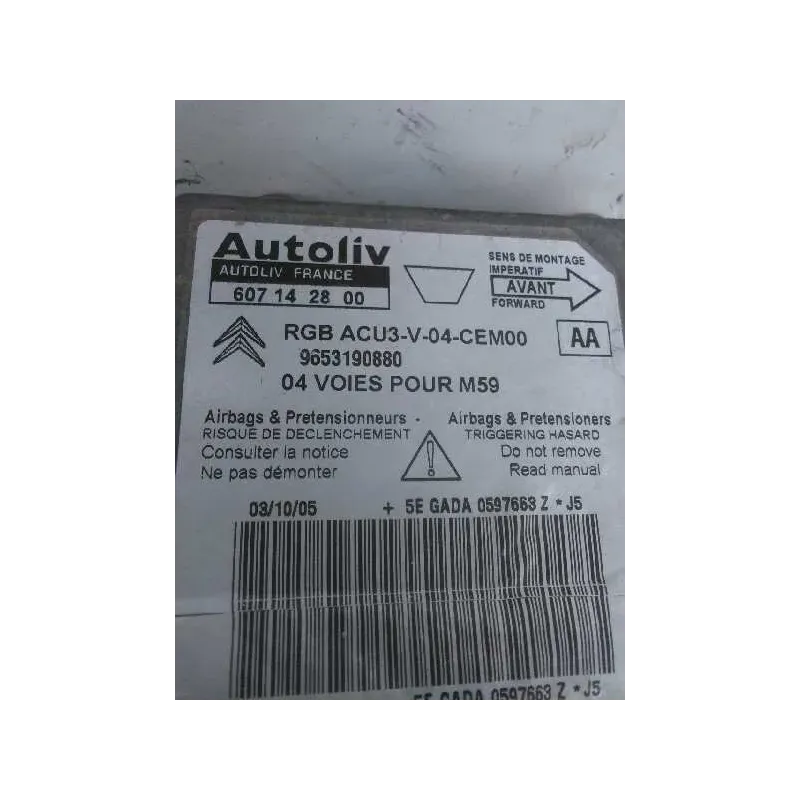 Autoliv
AUTOLIV FRANCE
607 14 2 28 00
SENS DE MONTAGE
IMPERATIF
AVANT
FORWARD
RGB ACU3-V-04-CEM00
AA
9653190880
04 VOIES POUR M59
Airbags & Pretensionneurs -
RISQUE DE DECLENCHEMENT
Consulter la notice
Ne pas démonter
Airbags & Pretensioners
TRIGGERING HASARD
Do not remove
Read manual
03/10/05 + 5E GADA 0597663 Z * J5
5E GADA 0597663 Z * J5